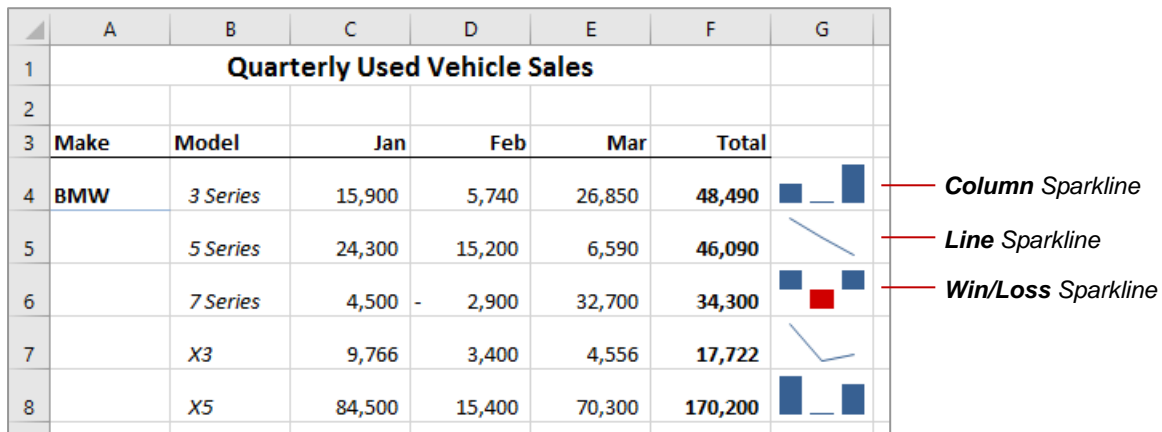 A B C D E F G
1 Quarterly Used Vehicle Sales
2
3 Make Model Jan Feb Mar Total
4 BMW 3 Series 15,900 5,740 26,850 48,490 Column Sparkline
5 5 Series 24,300 15,200 6,590 46,090 Line Sparkline
6 7 Series 4,500 - 2,900 32,700 34,300 Win/Loss Sparkline
7 X3 9,766 3,400 4,556 17,722
8 X5 84,500 15,400 70,300 170,200